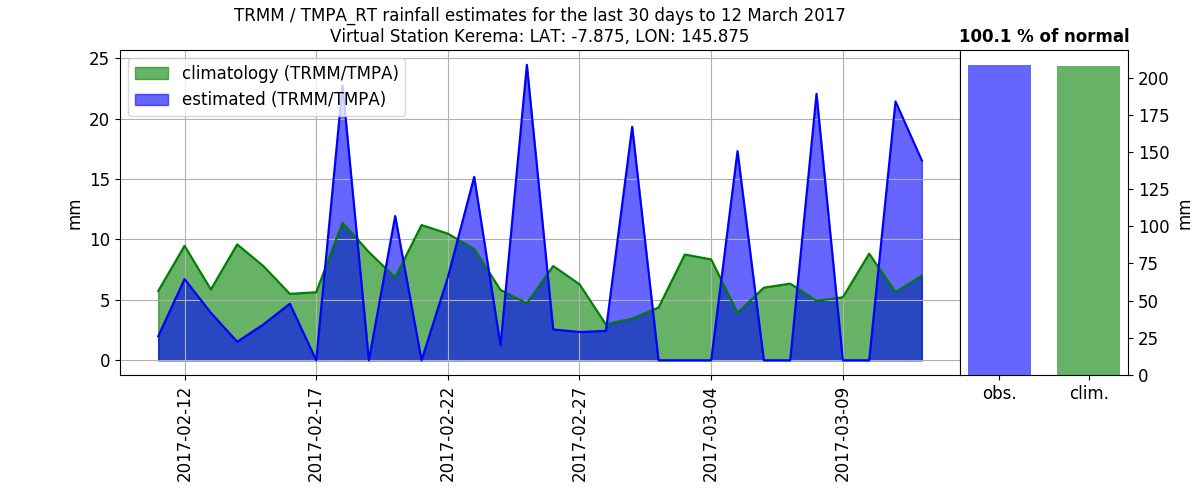 TRMM / TMPA_RT rainfall estimates for the last 30 days to 12 March 2017
Virtual Station Kerema: LAT: -7.875, LON: 145.875
100.1 % of normal
climatology (TRMM/TMPA)
estimated (TRMM/TMPA)
mm
25
20
15
10
5
0
2017-02-12
2017-02-17
2017-02-22
2017-02-27
2017-03-04
2017-03-09
200
175
150
125
100
75
50
25
0
mm
obs.
clim.